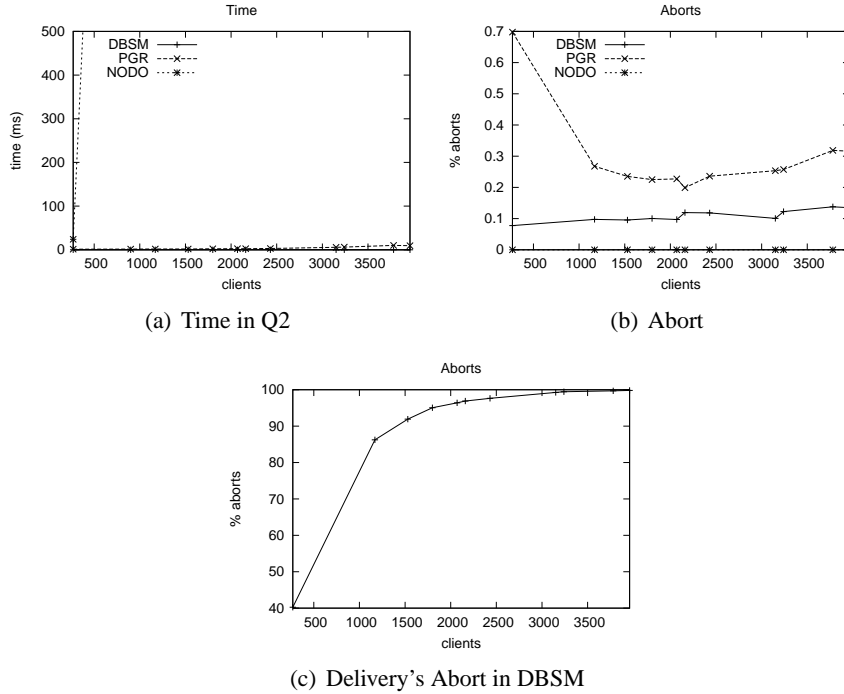 Time
500
400
300
200
100
0
DBSM
PGR
NODO
time (ms)
500 1000 1500 2000 2500 3000 3500
clients
(a) Time in Q2
Aborts
0.7
0.6
0.5
0.4
0.3
0.2
0.1
0
DBSM
PGR
NODO
% aborts
500 1000 1500 2000 2500 3000 3500
clients
(b) Abort
Aborts
100
90
80
70
60
50
40
% aborts
500 1000 1500 2000 2500 3000 3500
clients
(c) Delivery's Abort in DBSM